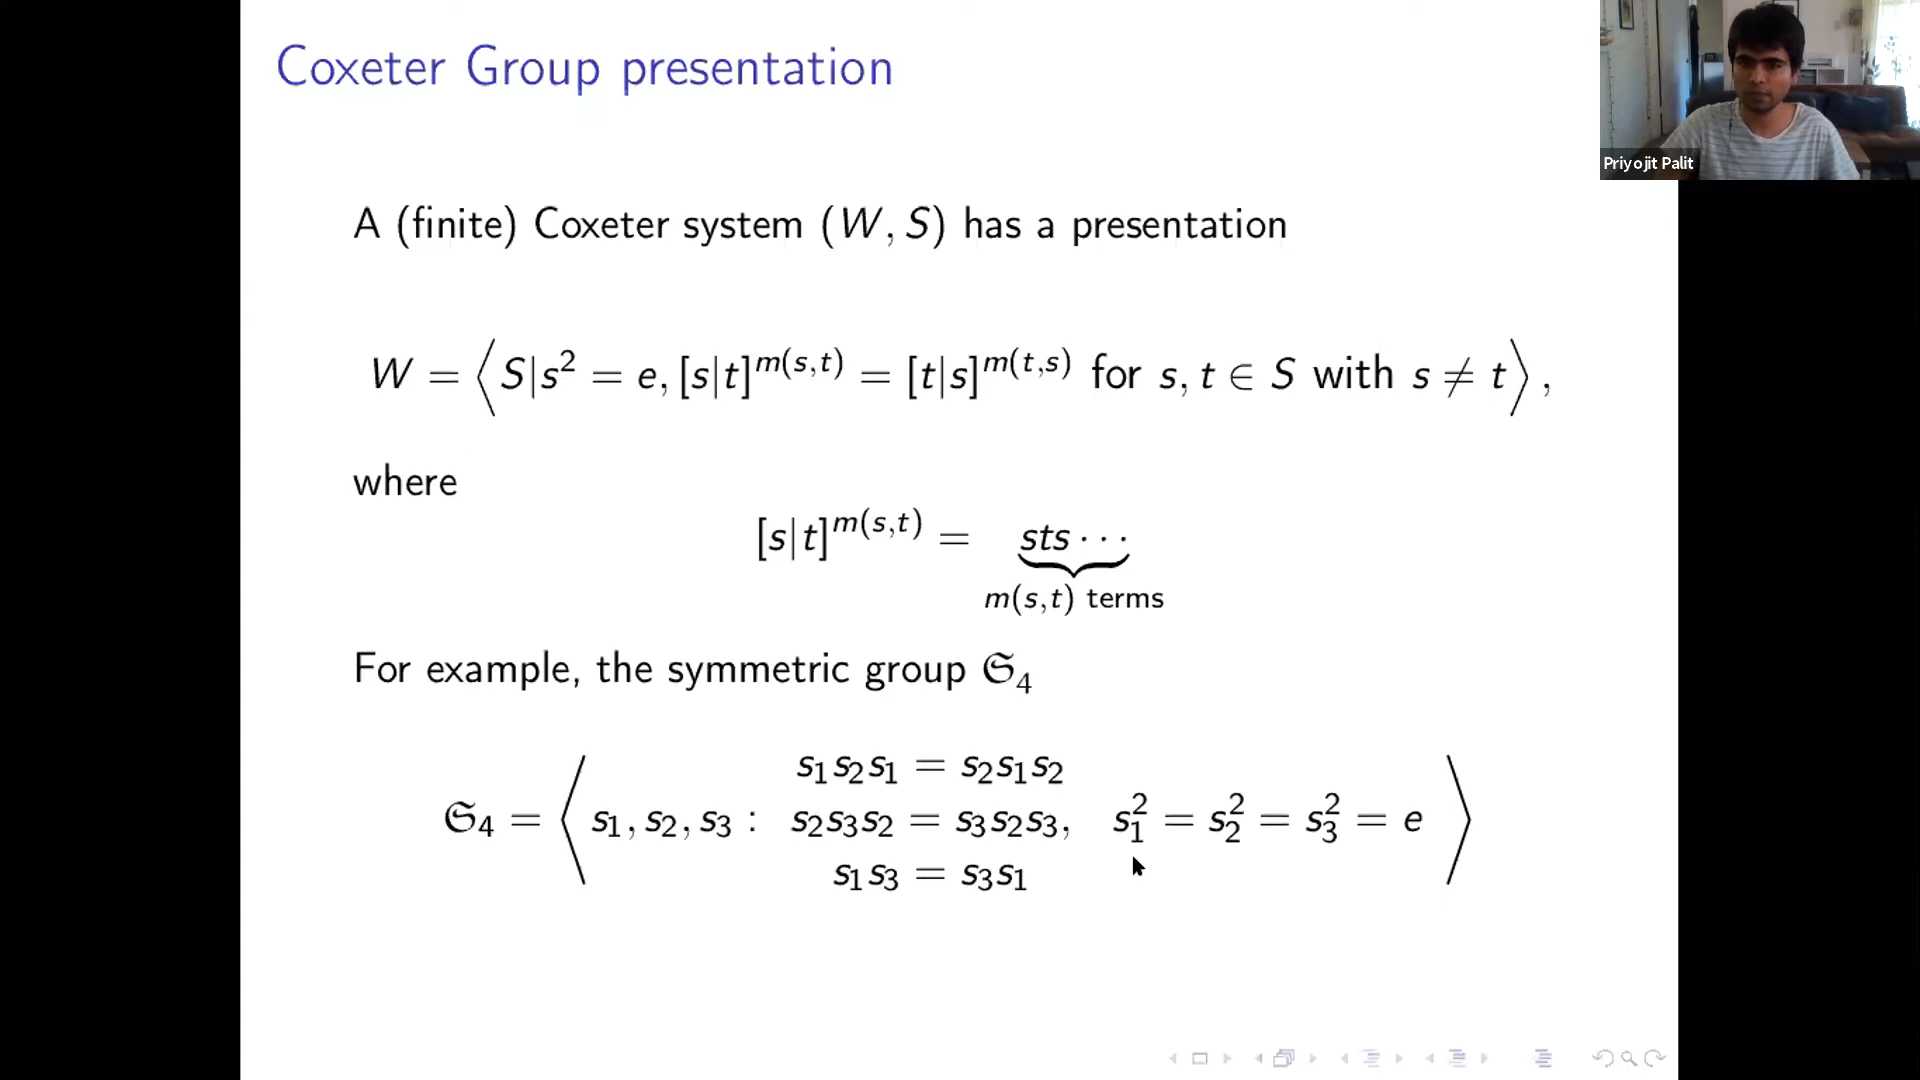 Coxeter Group presentation
Priyojit Palit
A (finite) Coxeter system (W, S) has a presentation
W = ⟨S|s² = e, [s|t]^{m(s,t)} = [t|s]^{m(t,s)} for s, t ∈ S with s ≠ t⟩,
where
[s|t]^{m(s,t)} = sts · · ·
m(s,t) terms
For example, the symmetric group 𝔖₄
s₁s₂s₁ = s₂s₁s₂
𝔖₄ = ⟨ s₁, s₂, s₃ : s₂s₃s₂ = s₃s₂s₃, s₁² = s₂² = s₃² = e ⟩
s₁s₃ = s₃s₁